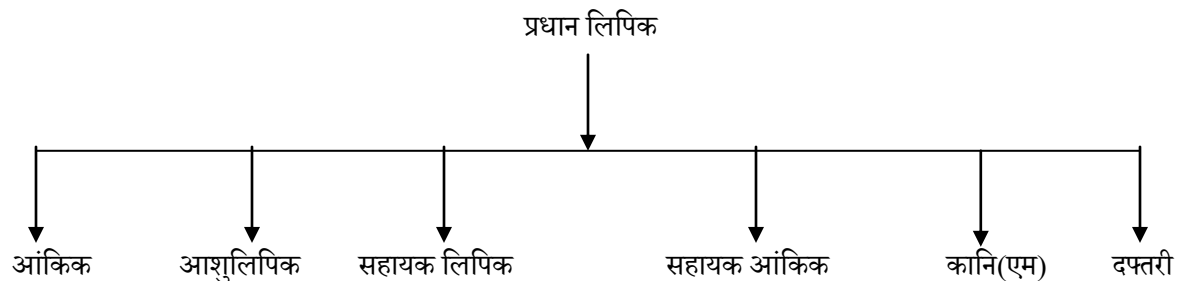 प्रधान लिपिक
आंकिक आशुलिपिक सहायक लिपिक सहायक आंकिक कानि(एम) दफ्तरी